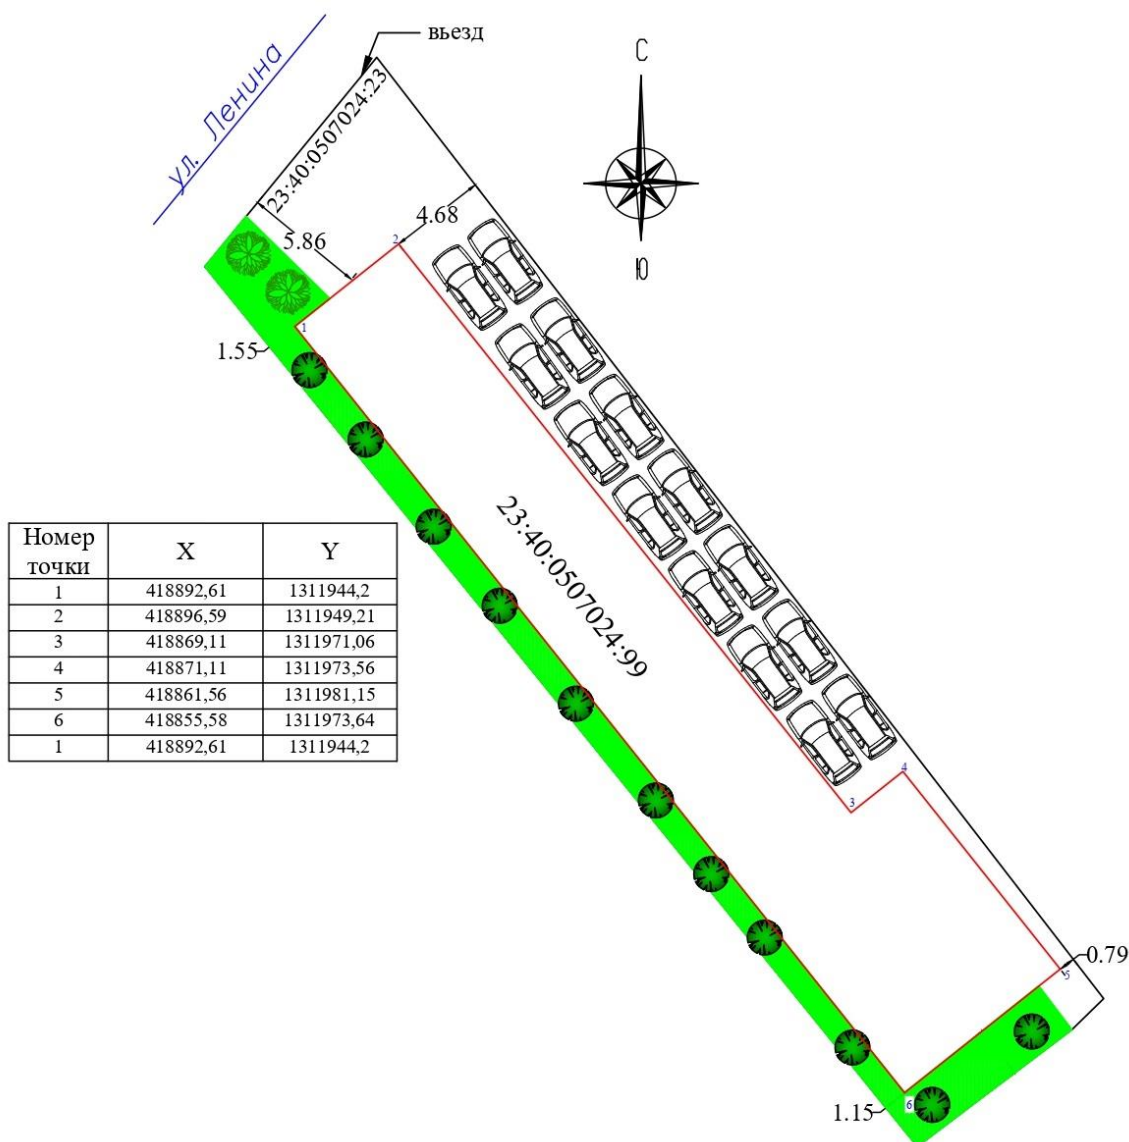 вьезд
ул. Ленина
23:40:0507024:23
С
Ю
4.68
5.86
2
1
1.55
23:40:0507024:99
Номер точки X Y
1 418892,61 1311944,2
2 418896,59 1311949,21
3 418869,11 1311971,06
4 418871,11 1311973,56
5 418861,56 1311981,15
6 418855,58 1311973,64
1 418892,61 1311944,2
4
3
0.79
5
1.15
6